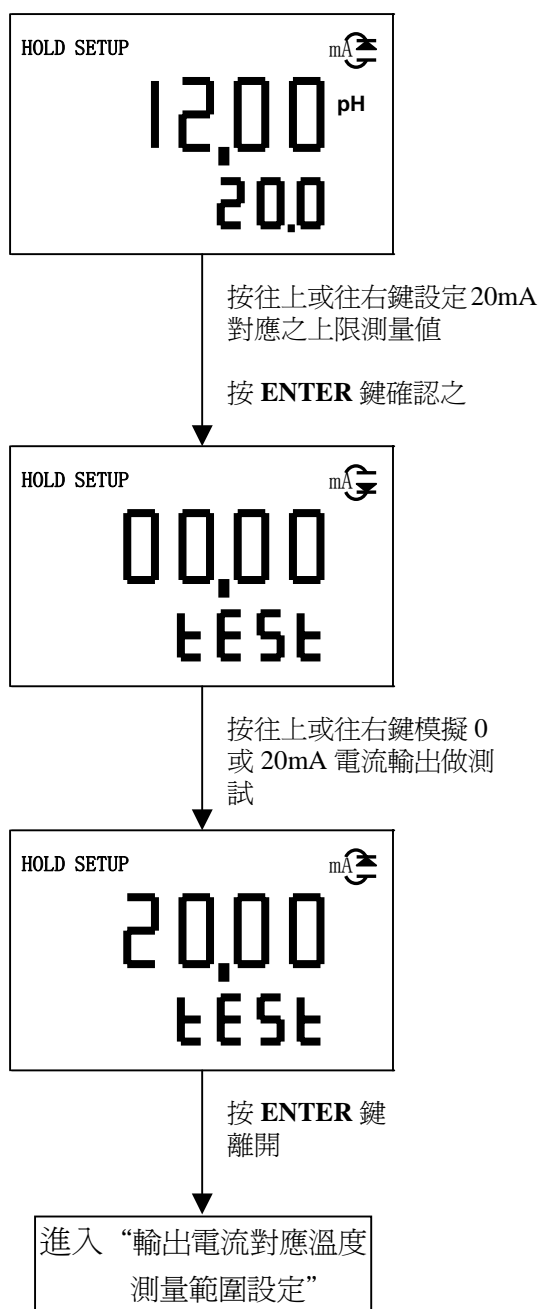 HOLD SETUP mA
12.00 pH
20.0
按往上或往右鍵設定20mA
對應之上限測量值
按 ENTER 鍵確認之
HOLD SETUP mA
00.00
tESt
按往上或往右鍵模擬 0
或 20mA 電流輸出做測
試
HOLD SETUP mA
20.00
tESt
按 ENTER 鍵
離開
進入“輸出電流對應溫度
測量範圍設定”